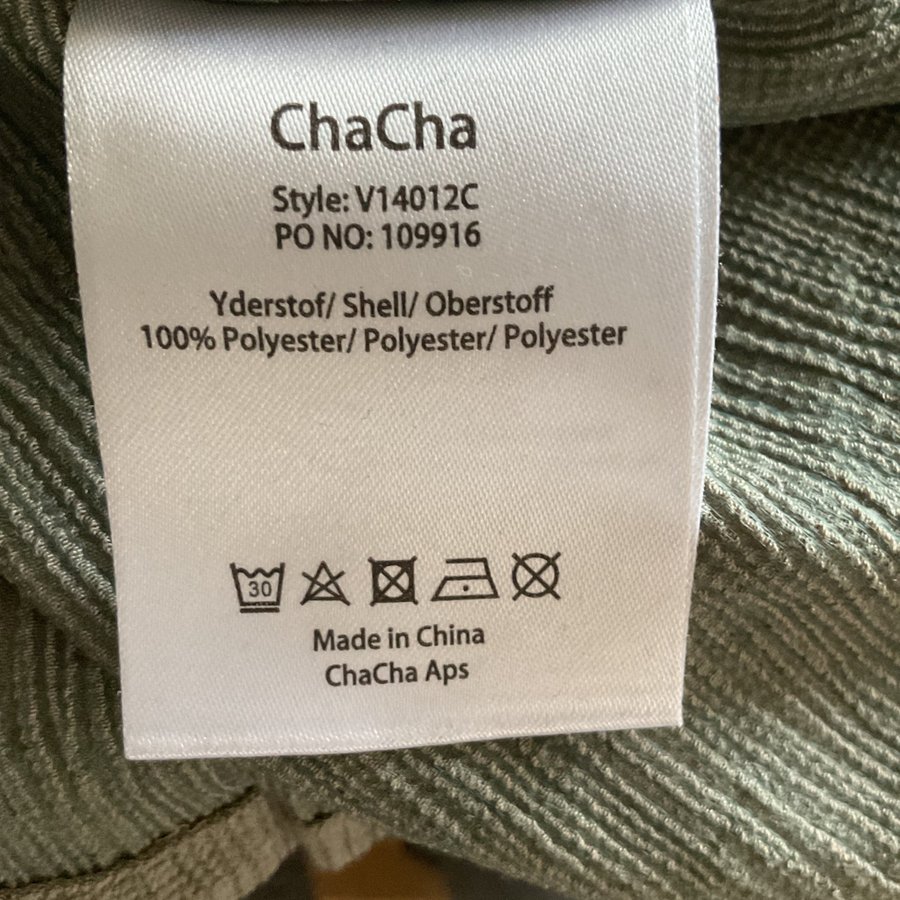 ChaCha
Style: V14012C
PO NO: 109916
Yderstof/ Shell/ Oberstoff
100% Polyester/ Polyester/ Polyester
30
Made in China
ChaCha Aps